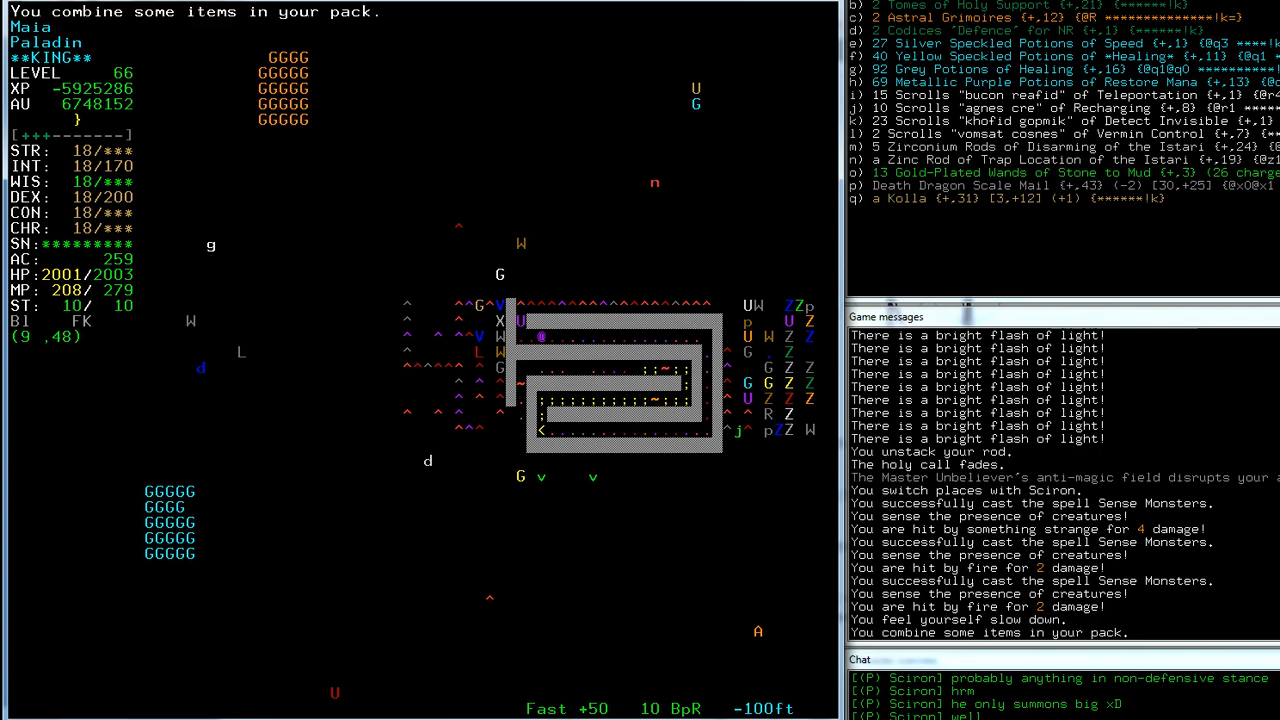 You combine some items in your pack.
Maia
Paladin
**KING**
LEVEL 66
XP -5925286
AU 6748152
}
[+++-------]
STR: 18/***
INT: 18/170
WIS: 18/***
DEX: 18/200
CON: 18/***
CHR: 18/***
SN:*********
AC: 259
HP:2001/2003
MP: 208/ 279
ST: 10/ 10
Bl FK
(9 ,48)
Fast +50 10 BpR -100ft
b) 2 Tomes of Holy Support {+,21} {******!k}
c) 2 Astral Grimoires {+,12} {@R **************!k=}
d) 2 Codices "Defence" for NR {+,1} {******!k}
e) 27 Silver Speckled Potions of Speed {+,1} {@q3 ****!k
f) 40 Yellow Speckled Potions of *Healing* {+,11} {@q1
g) 92 Grey Potions of Healing {+,16} {@q1@q0
h) 69 Metallic Purple Potions of Restore Mana {+,13}
i) 15 Scrolls "bucon reafid" of Teleportation {+,1} {@r4
j) 10 Scrolls "agnes cre" of Recharging {+,8} {@r1
k) 23 Scrolls "khofid gopmik" of Detect Invisible {+,1}
l) 2 Scrolls "vomsat cosnes" of Vermin Control {+,7}
m) 5 Zirconium Rods of Disarming of the Istari {+,24}
n) a Zinc Rod of Trap Location of the Istari {+,19} {@z1
o) 13 Gold-Plated Wands of Stone to Mud {+,3} (26 charge
p) Death Dragon Scale Mail {+,43} (-2) [30,+25] {@x0@x1
q) a Kolla {+,31} [3,+12] (+1) {******!k}
Game messages
There is a bright flash of light!
There is a bright flash of light!
There is a bright flash of light!
There is a bright flash of light!
There is a bright flash of light!
There is a bright flash of light!
There is a bright flash of light!
There is a bright flash of light!
There is a bright flash of light!
You unstack your rod.
The holy call fades.
The Master Unbeliever's anti-magic field disrupts your
You switch places with Sciron.
You successfully cast the spell Sense Monsters.
You sense the presence of creatures!
You are hit by something strange for 4 damage!
You successfully cast the spell Sense Monsters.
You sense the presence of creatures!
You are hit by fire for 2 damage!
You successfully cast the spell Sense Monsters.
You sense the presence of creatures!
You are hit by fire for 2 damage!
You feel yourself slow down.
You combine some items in your pack.
Chat
[(P) Sciron] probably anything in non-defensive stance
[(P) Sciron] hrm
[(P) Sciron] he only summons big xD
[(P) Sciron] well